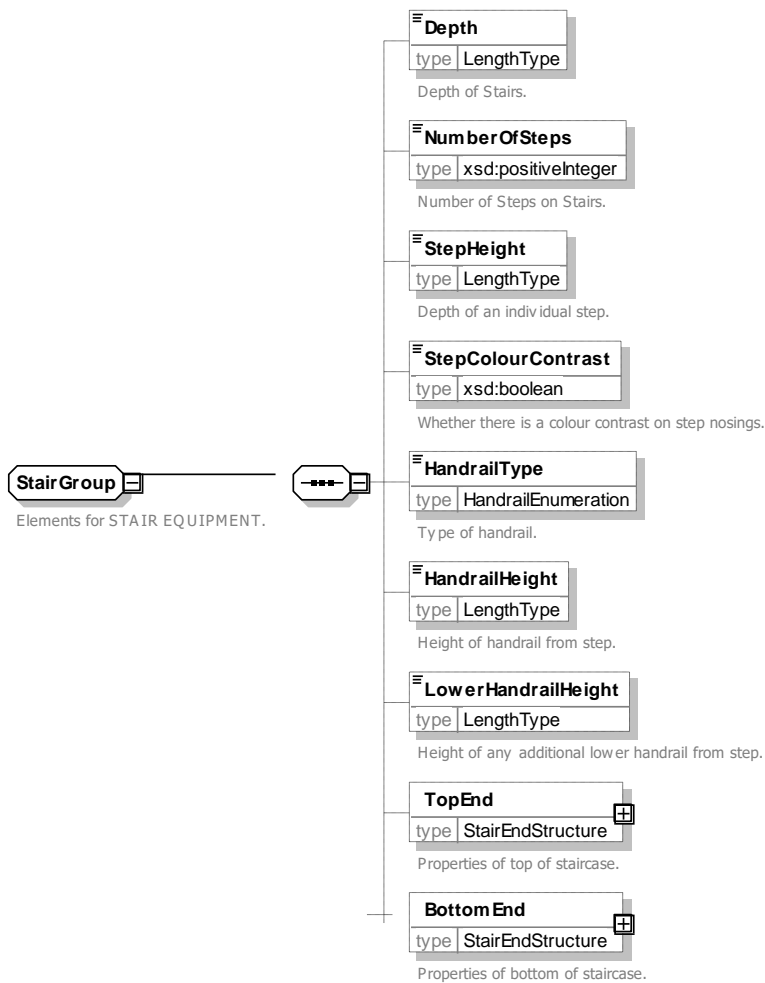 Depth
type LengthType
Depth of Stairs.
NumberOfSteps
type xsd:positiveInteger
Number of Steps on Stairs.
StepHeight
type LengthType
Depth of an individual step.
StepColourContrast
type xsd:boolean
Whether there is a colour contrast on step nosings.
StairGroup
Elements for STAIR EQUIPMENT.
HandrailType
type HandrailEnumeration
Type of handrail.
HandrailHeight
type LengthType
Height of handrail from step.
LowerHandrailHeight
type LengthType
Height of any additional lower handrail from step.
TopEnd
type StairEndStructure
Properties of top of staircase.
BottomEnd
type StairEndStructure
Properties of bottom of staircase.